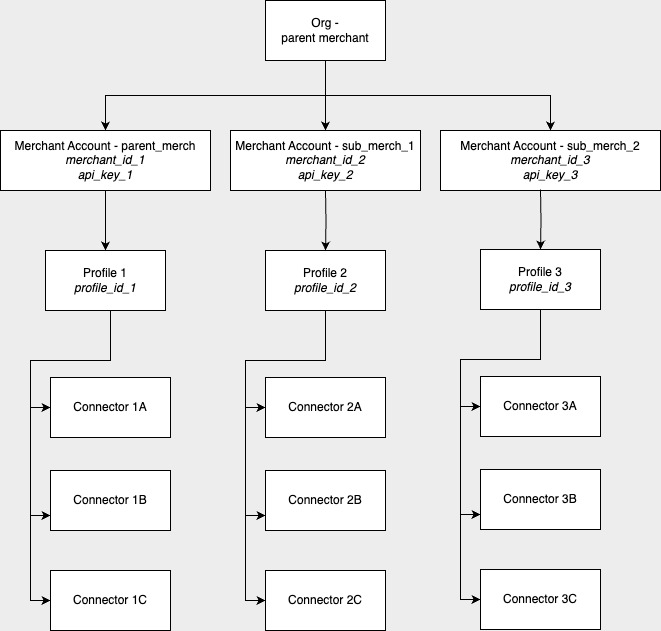 Org -
parent merchant
Merchant Account - parent_merch
merchant_id_1
api_key_1
Merchant Account - sub_merch_1
merchant_id_2
api_key_2
Merchant Account - sub_merch_2
merchant_id_3
api_key_3
Profile 1
profile_id_1
Profile 2
profile_id_2
Profile 3
profile_id_3
Connector 1A
Connector 2A
Connector 3A
Connector 1B
Connector 2B
Connector 3B
Connector 1C
Connector 2C
Connector 3C